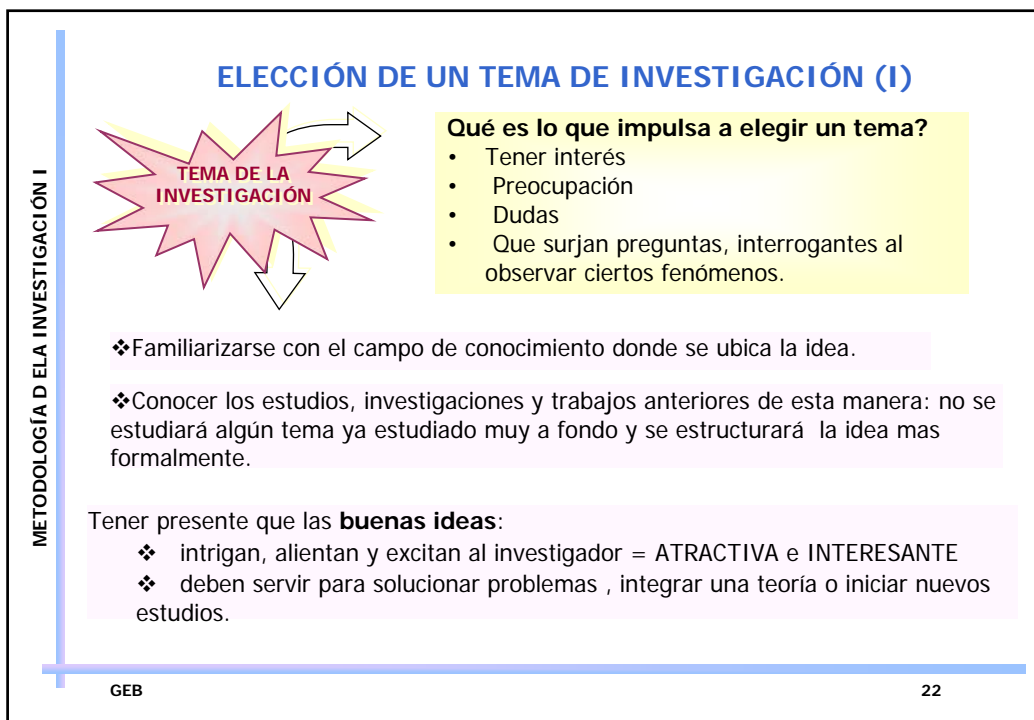 ELECCIÓN DE UN TEMA DE INVESTIGACIÓN (I)
TEMA DE LA
INVESTIGACIÓN
Qué es lo que impulsa a elegir un tema?
• Tener interés
• Preocupación
• Dudas
• Que surjan preguntas, interrogantes al
observar ciertos fenómenos.
❖Familiarizarse con el campo de conocimiento donde se ubica la idea.
❖Conocer los estudios, investigaciones y trabajos anteriores de esta manera: no se
estudiará algún tema ya estudiado muy a fondo y se estructurará la idea mas
formalmente.
Tener presente que las buenas ideas:
❖ intrigan, alientan y excitan al investigador = ATRACTIVA e INTERESANTE
❖ deben servir para solucionar problemas , integrar una teoría o iniciar nuevos
estudios.
METODOLOGÍA D ELA INVESTIGACIÓN I
GEB
22